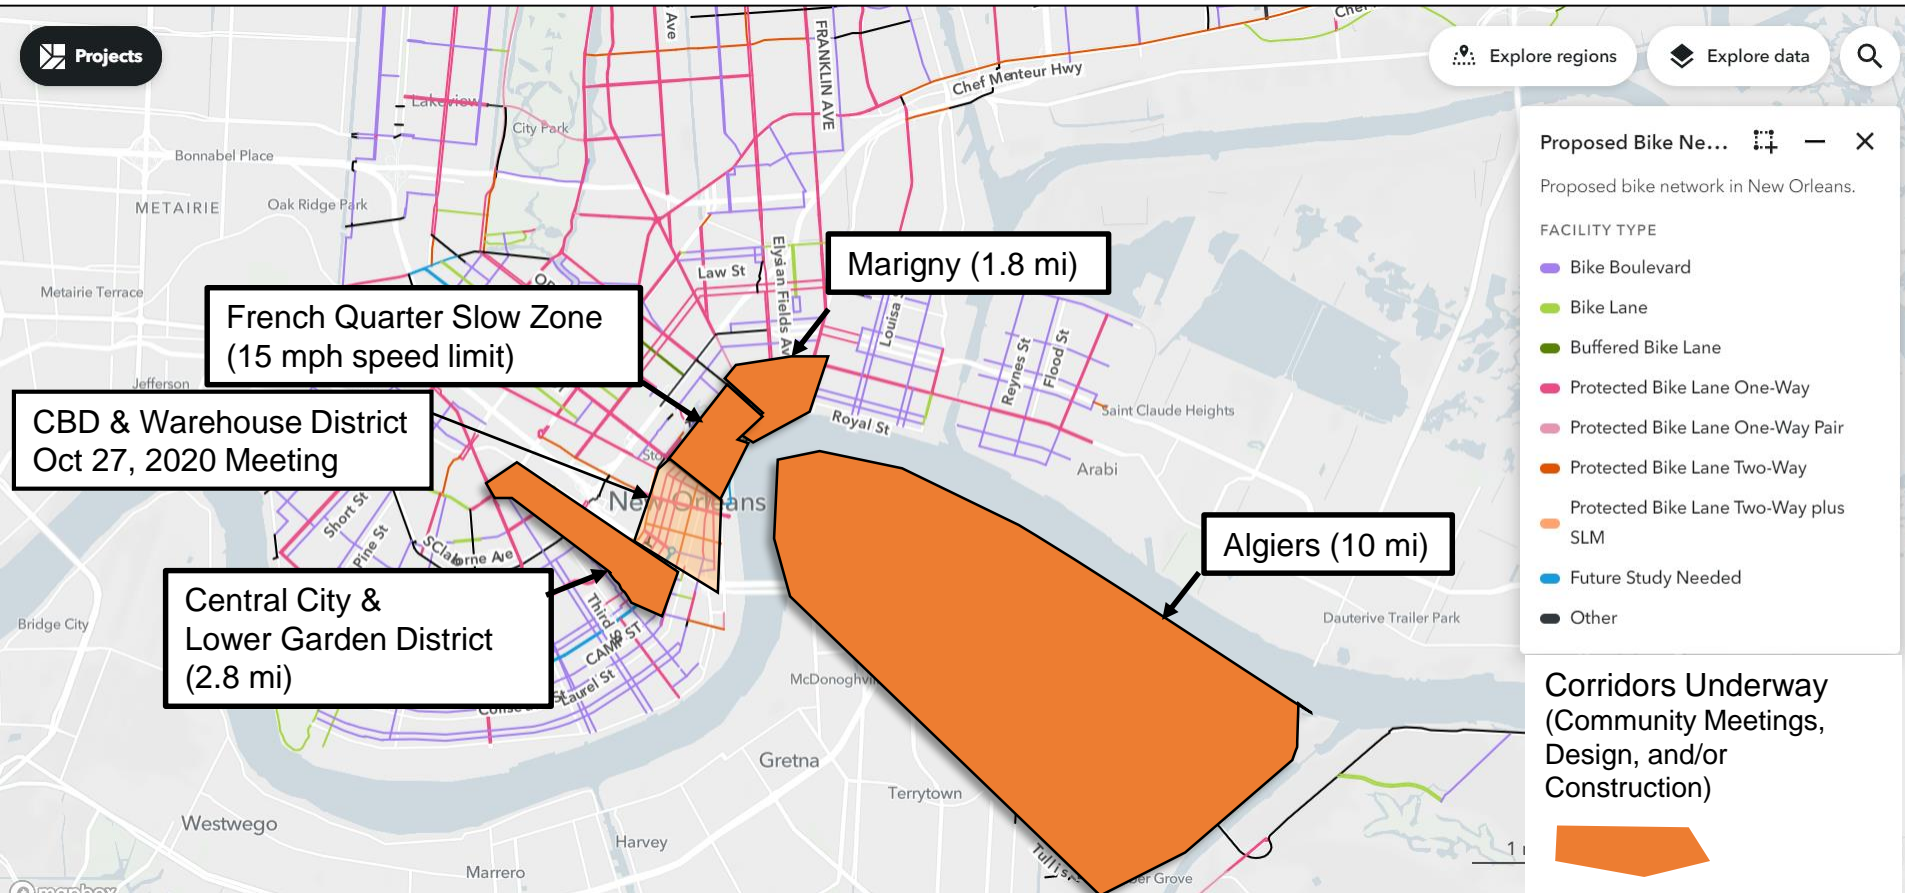 Projects
Explore regions
Explore data
Proposed Bike Ne...
Proposed bike network in New Orleans.
FACILITY TYPE
Bike Boulevard
Bike Lane
Buffered Bike Lane
Protected Bike Lane One-Way
Protected Bike Lane One-Way Pair
Protected Bike Lane Two-Way
Protected Bike Lane Two-Way plus
SLM
Future Study Needed
Other
Corridors Underway
(Community Meetings,
Design, and/or
Construction)
Marigny (1.8 mi)
French Quarter Slow Zone
(15 mph speed limit)
CBD & Warehouse District
Oct 27, 2020 Meeting
Central City &
Lower Garden District
(2.8 mi)
Algiers (10 mi)
Ave
FRANKLIN AVE
Chef Menteur Hwy
Lakeview
City Park
Bonnabel Place
METAIRIE
Oak Ridge Park
Metairie Terrace
Law St
Elysian Fields Av
Louisa
Jefferson
Reynes St
Flood St
Saint Claude Heights
Royal St
Arabi
New Orleans
Short St
Pine St
Third S
CAMP ST
Laurel St
Bridge City
Dauterive Trailer Park
McDonoghvi
Gretna
Terrytown
Westwego
Harvey
Marrero
Grove
1
mapbox